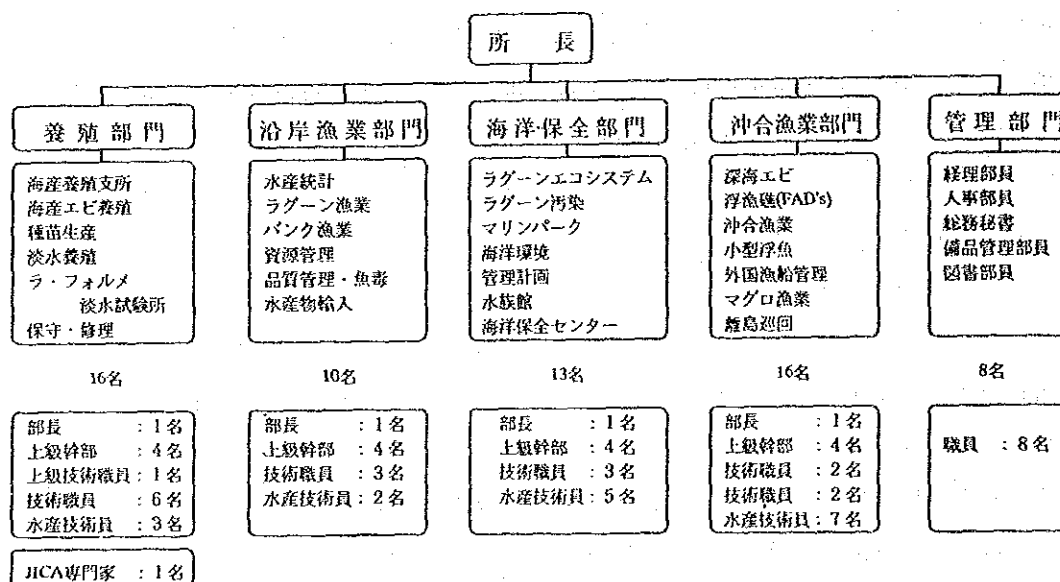 所 長
養殖部門
海産養殖支所
海産エビ養殖
種苗生産
淡水養殖
ラ・フォルメ
淡水試験所
保守・修理
16名
部長 : 1名
上級幹部 : 4名
上級技術職員 : 1名
技術職員 : 6名
水産技術員 : 3名
JICA専門家 : 1名
沿岸漁業部門
水産統計
ラグーン漁業
バンク漁業
資源管理
品質管理・魚毒
水産物輸入
10名
部長 : 1名
上級幹部 : 4名
技術職員 : 3名
水産技術員 : 2名
海洋・保全部門
ラグーンエコシステム
ラグーン汚染
マリンパーク
海洋環境
管理計画
水族館
海洋保全センター
13名
部長 : 1名
上級幹部 : 4名
技術職員 : 3名
水産技術員 : 5名
沖合漁業部門
深海エビ
浮漁礁(FAD's)
沖合漁業
小型浮魚
外国漁船管理
マグロ漁業
離島巡回
16名
部長 : 1名
上級幹部 : 4名
技術職員 : 2名
技術職員 : 2名
水産技術員 : 7名
管理部門
経理部員
人事部員
総務秘書
備品管理部員
図書部員
8名
職員 : 8名